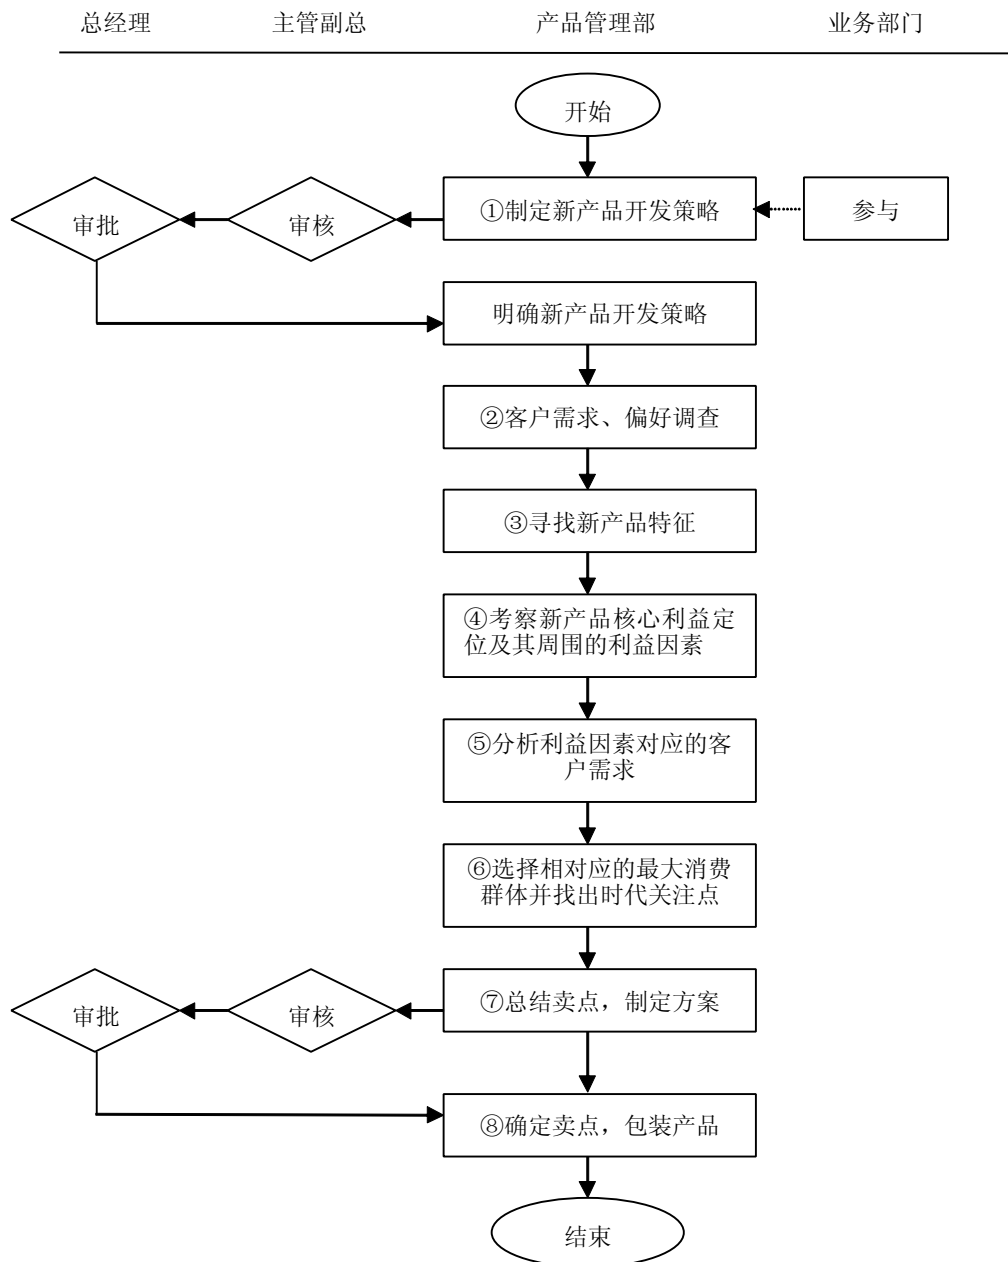 总经理 主管副总 产品管理部 业务部门
开始
审批 审核 ①制定新产品开发策略 参与
明确新产品开发策略
②客户需求、偏好调查
③寻找新产品特征
④考察新产品核心利益定
位及其周围的利益因素
⑤分析利益因素对应的客
户需求
⑥选择相对应的最大消费
群体并找出时代关注点
审批 审核 ⑦总结卖点，制定方案
⑧确定卖点，包装产品
结束